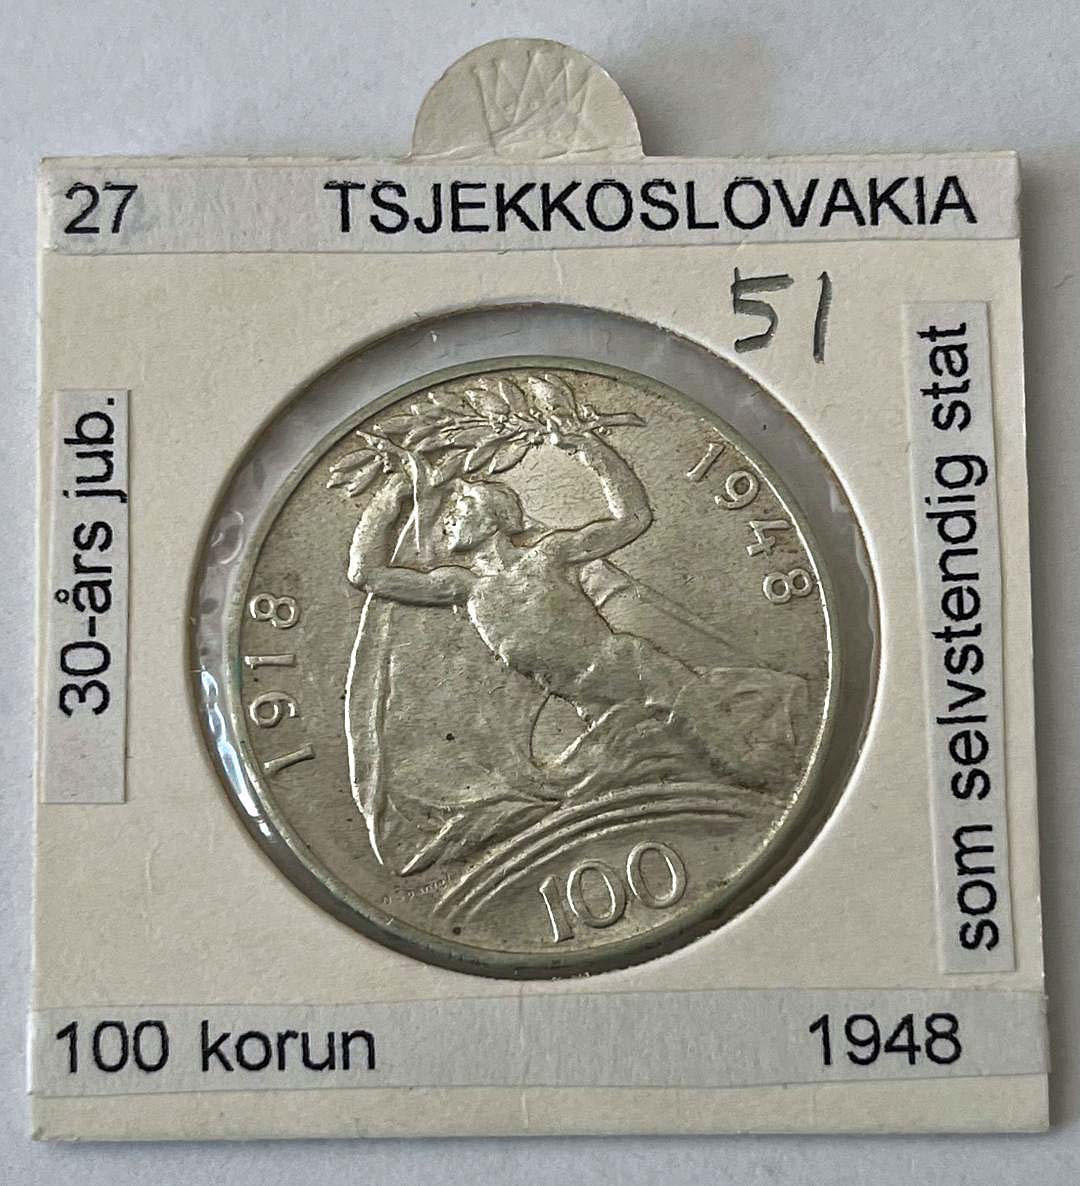 27 TSJEKKOSLOVAKIA
51
30-års jub.
som selvstendig stat
1918
1948
100
100 korun 1948